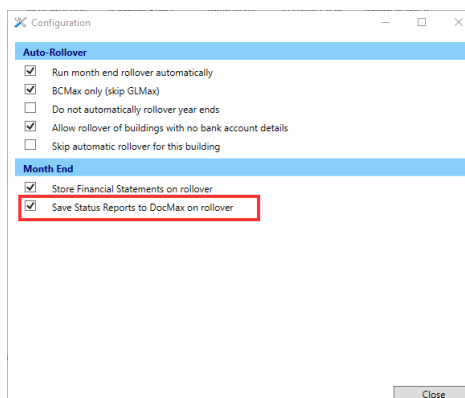 Configuration
Auto-Rollover
Run month end rollover automatically
BCMax only (skip GLMax)
Do not automatically rollover year ends
Allow rollover of buildings with no bank account details
Skip automatic rollover for this building
Month End
Store Financial Statements on rollover
Save Status Reports to DocMax on rollover
Close